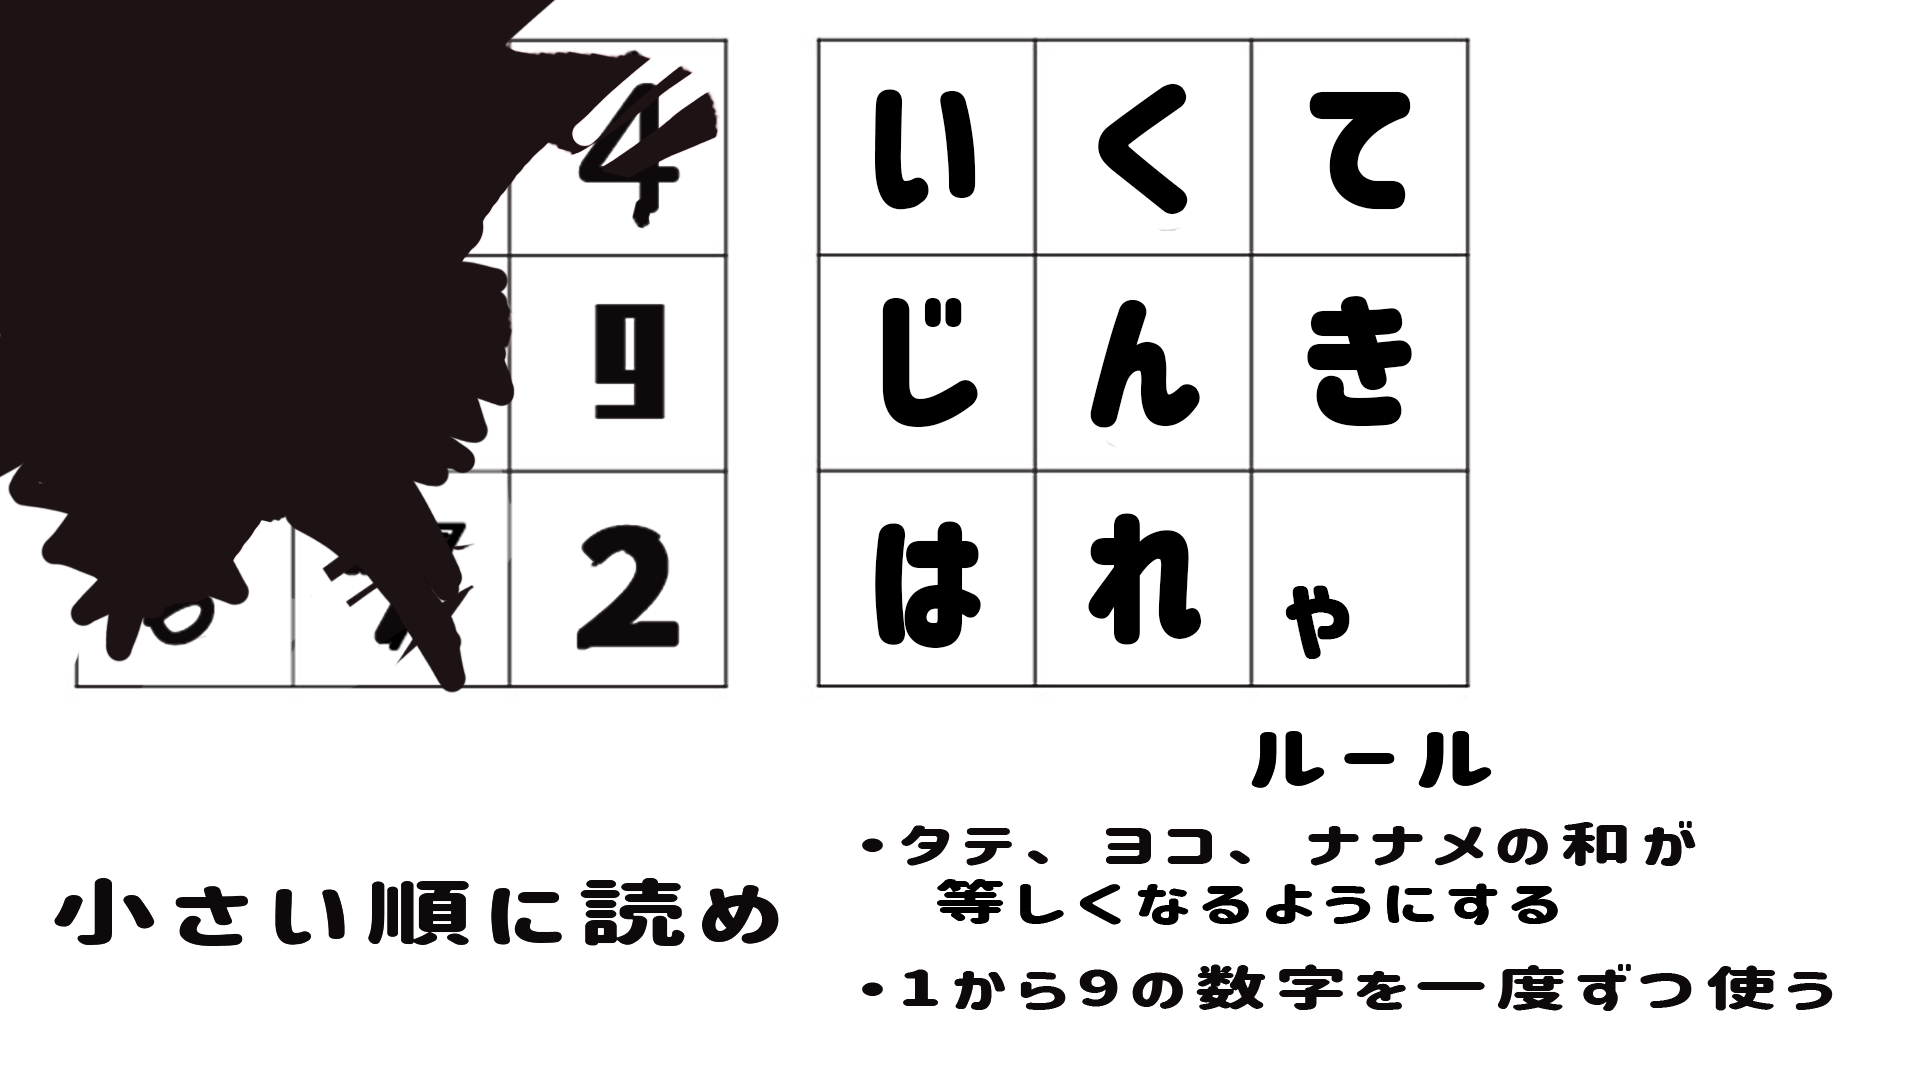 4 いくて
9 じんき
2 はれゃ
ルール
・タテ、ヨコ、ナナメの和が
等しくなるようにする
・1から9の数字を一度ずつ使う
小さい順に読め